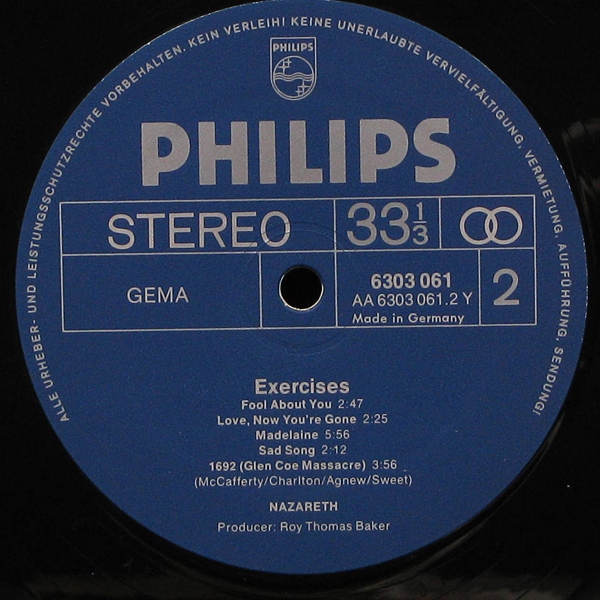 ALLE URHEBER- UND LEISTUNGSSCHUTZRECHTE VORBEHALTEN. KEIN VERLEIH! KEINE UNERLAUBTE VERVIELFÄLTIGUNG, VERMIETUNG, AUFFÜHRUNG, SENDUNG!
PHILIPS
PHILIPS
STEREO 33 1/3
GEMA
6303 061
AA 6303 061.2 Y
Made in Germany
2
Exercises
Fool About You 2:47
Love, Now You're Gone 2:25
Madelaine 5:56
Sad Song 2:12
1692 (Glen Coe Massacre) 3:56
(McCafferty/Charlton/Agnew/Sweet)
NAZARETH
Producer: Roy Thomas Baker